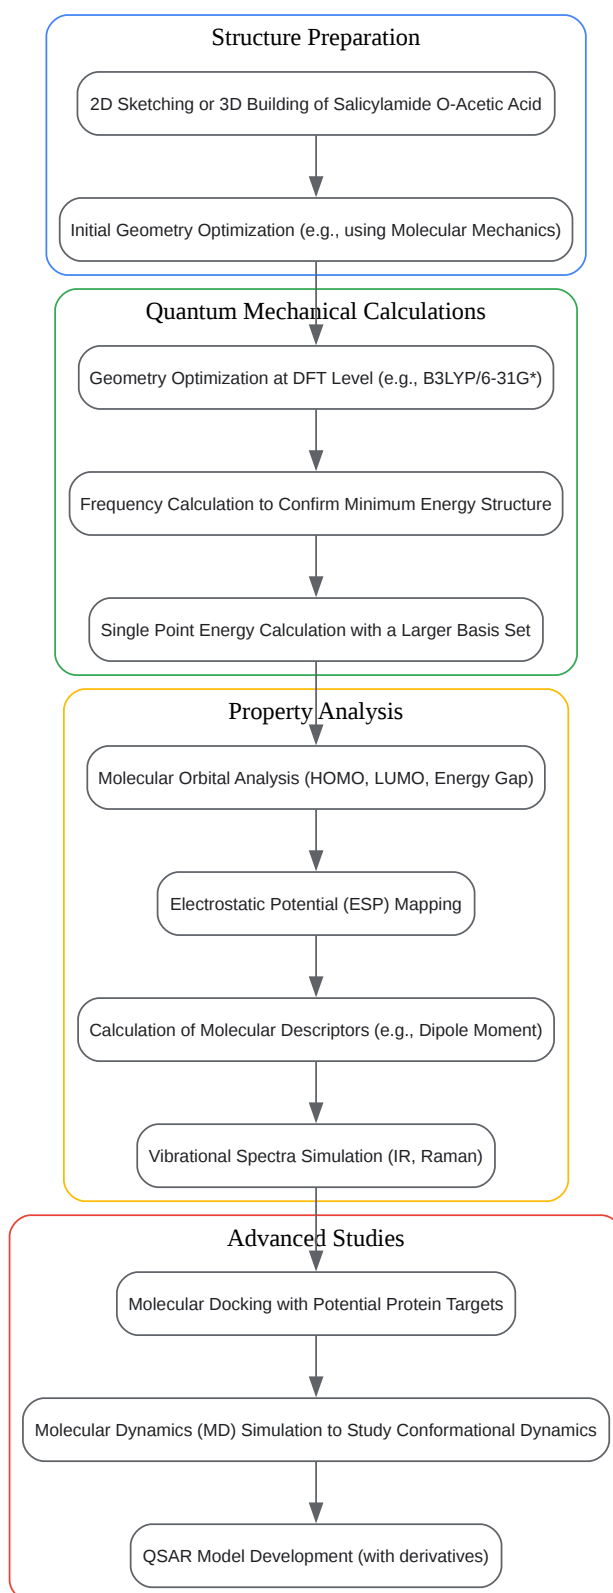 Structure Preparation
2D Sketching or 3D Building of Salicylamide O-Acetic Acid
Initial Geometry Optimization (e.g., using Molecular Mechanics)
Quantum Mechanical Calculations
Geometry Optimization at DFT Level (e.g., B3LYP/6-31G*)
Frequency Calculation to Confirm Minimum Energy Structure
Single Point Energy Calculation with a Larger Basis Set
Property Analysis
Molecular Orbital Analysis (HOMO, LUMO, Energy Gap)
Electrostatic Potential (ESP) Mapping
Calculation of Molecular Descriptors (e.g., Dipole Moment)
Vibrational Spectra Simulation (IR, Raman)
Advanced Studies
Molecular Docking with Potential Protein Targets
Molecular Dynamics (MD) Simulation to Study Conformational Dynamics
QSAR Model Development (with derivatives)